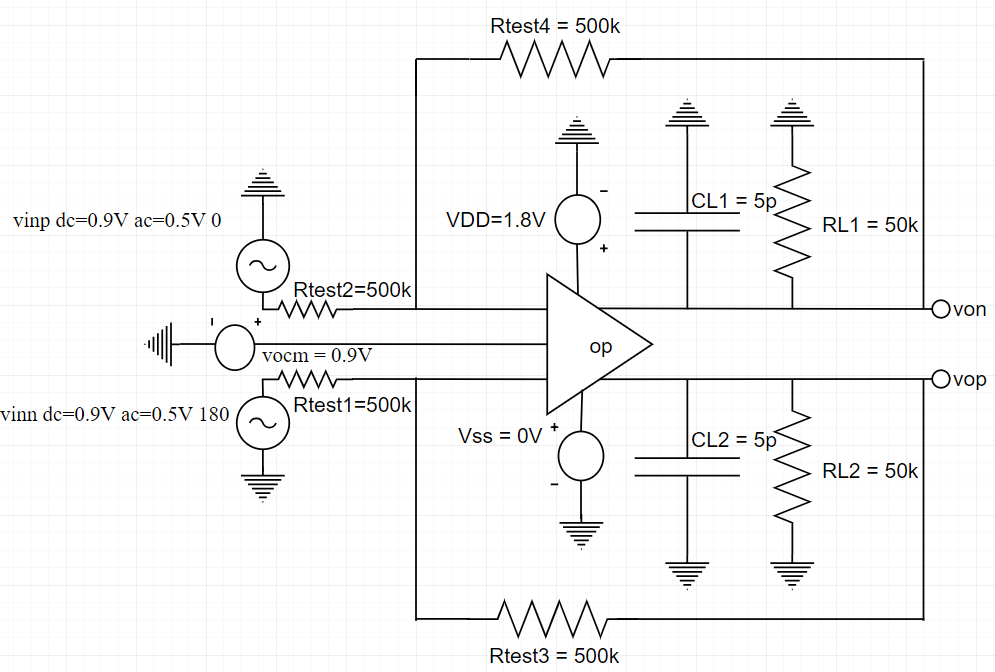 Rtest4 = 500k
vinp dc=0.9V ac=0.5V 0
VDD=1.8V
-
+
CL1 = 5p
RL1 = 50k
Rtest2=500k
von
+
vocm = 0.9V
op
vop
vinn dc=0.9V ac=0.5V 180
Rtest1=500k
Vss = 0V
+
-
CL2 = 5p
RL2 = 50k
Rtest3 = 500k